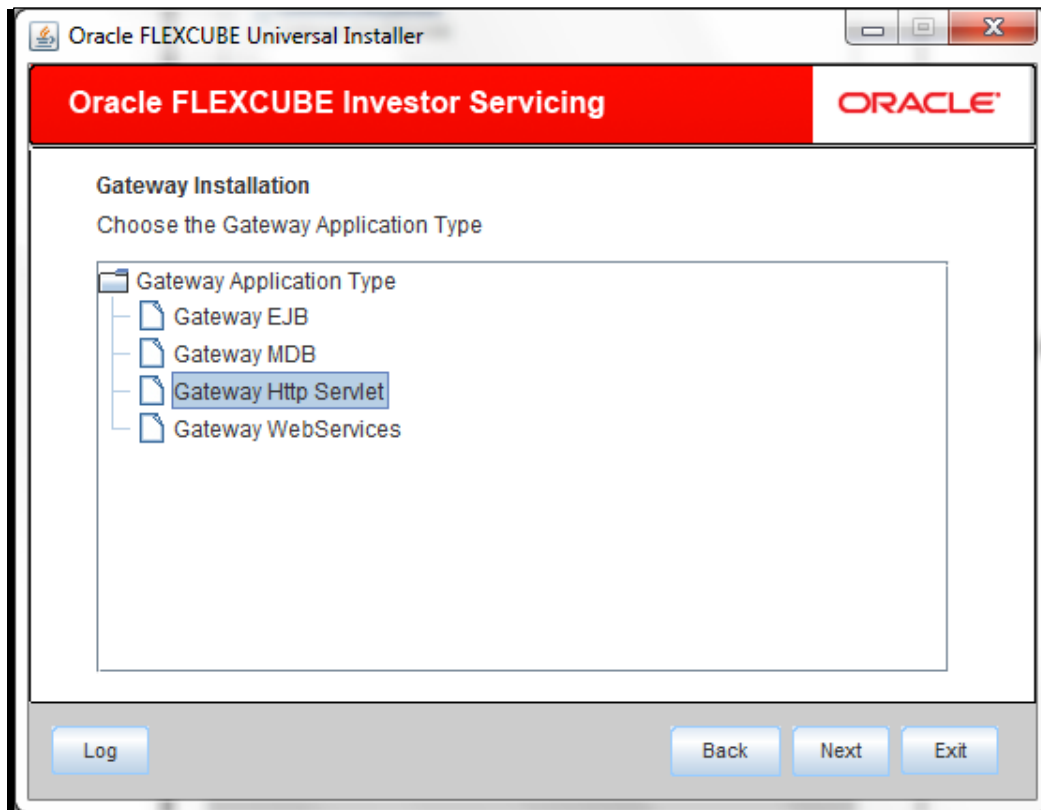 Oracle FLEXCUBE Universal Installer
Oracle FLEXCUBE Investor Servicing
ORACLE
Gateway Installation
Choose the Gateway Application Type
Gateway Application Type
Gateway EJB
Gateway MDB
Gateway Http Servlet
Gateway WebServices
Log Back Next Exit